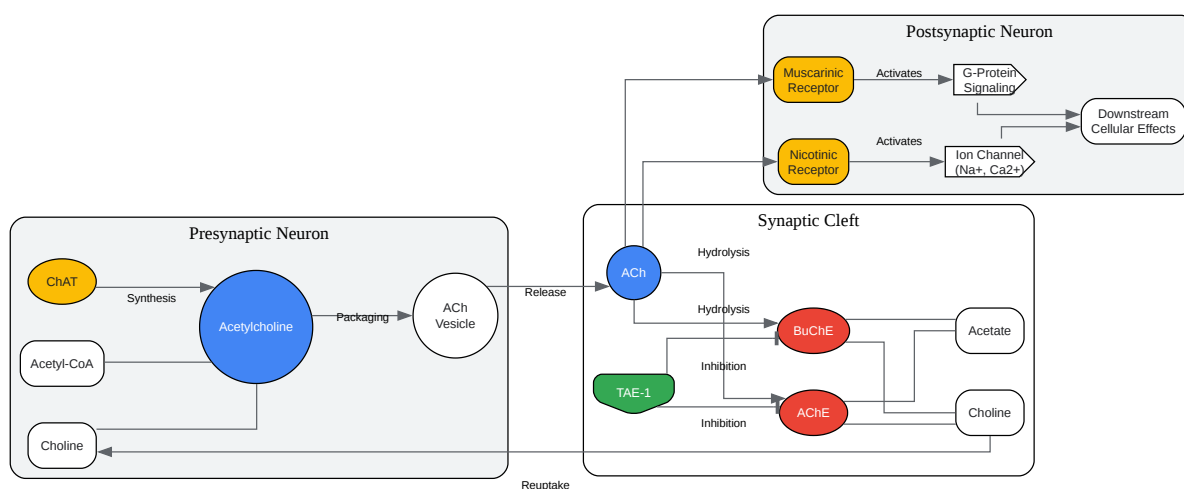 Postsynaptic Neuron
Muscarinic
Receptor
Activates
G-Protein
Signaling
Downstream
Cellular Effects
Nicotinic
Receptor
Activates
Ion Channel
(Na+, Ca2+)
Presynaptic Neuron
ChAT
Synthesis
Acetylcholine
Packaging
ACh
Vesicle
Release
Acetyl-CoA
Choline
Synaptic Cleft
ACh
Hydrolysis
Hydrolysis
BuChE
Acetate
Inhibition
TAE-1
AChE
Choline
Inhibition
Reuptake